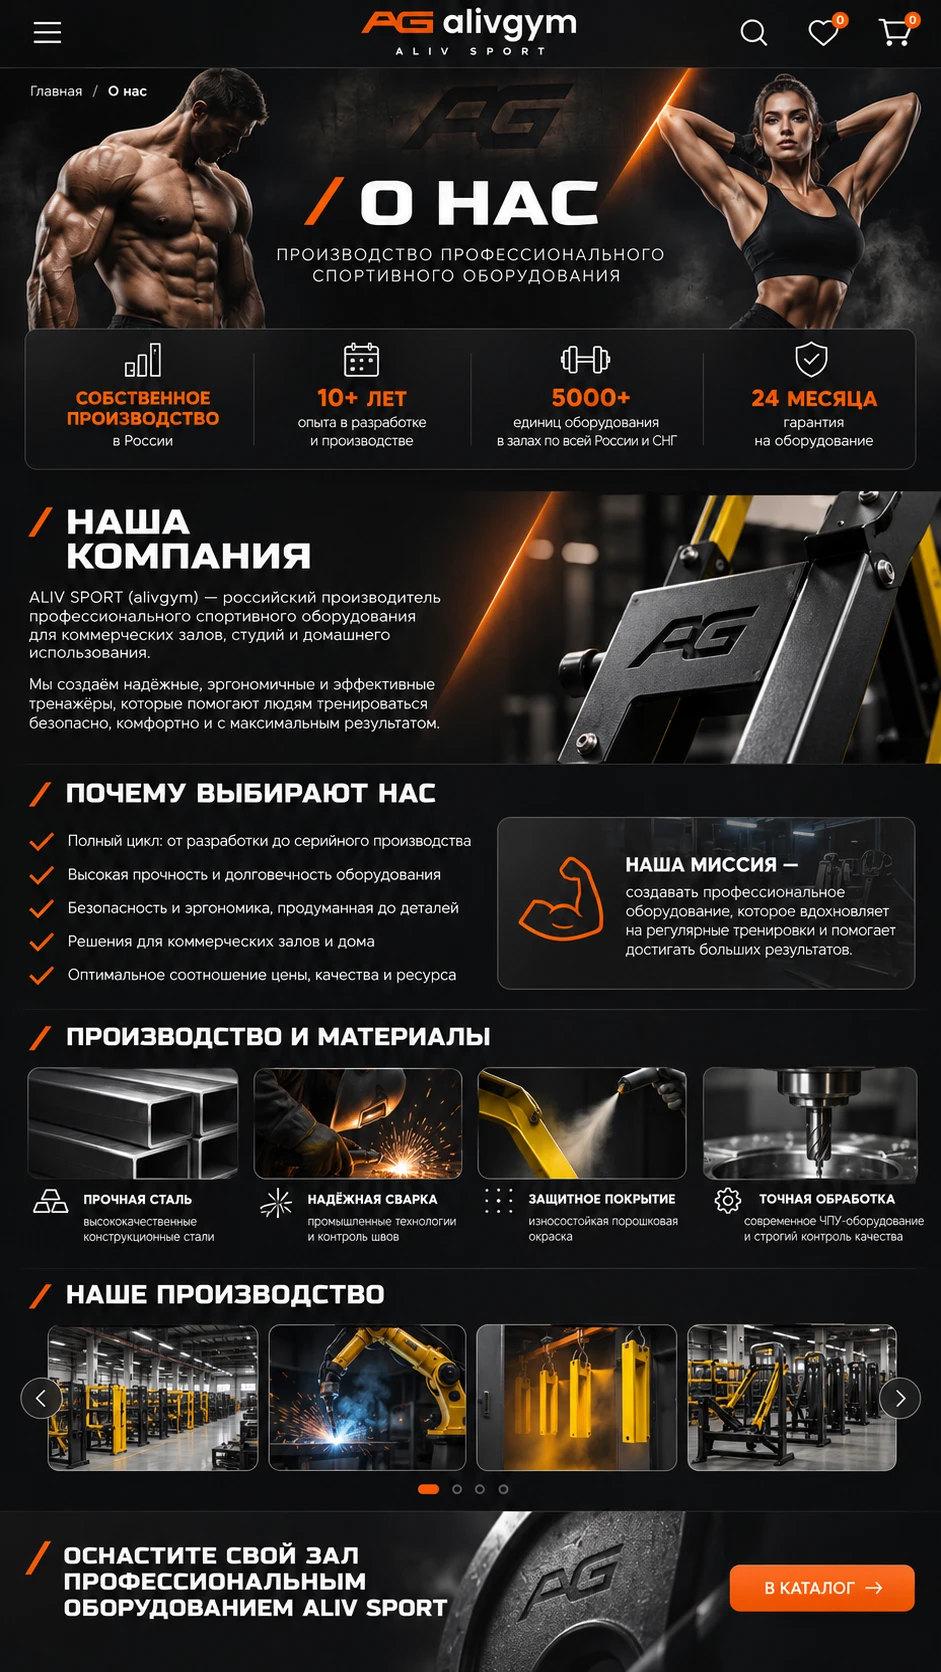 AG alivgym
ALIV SPORT
0
0
Главная / О нас
AG
/ О НАС
ПРОИЗВОДСТВО ПРОФЕССИОНАЛЬНОГО
СПОРТИВНОГО ОБОРУДОВАНИЯ
СОБСТВЕННОЕ
ПРОИЗВОДСТВО
в России
10+ ЛЕТ
опыта в разработке
и производстве
5000+
единиц оборудования
в залах по всей России и СНГ
24 МЕСЯЦА
гарантия
на оборудование
/ НАША
КОМПАНИЯ
ALIV SPORT (alivgym) — российский производитель
профессионального спортивного оборудования
для коммерческих залов, студий и домашнего
использования.
Мы создаём надёжные, эргономичные и эффективные
тренажёры, которые помогают людям тренироваться
безопасно, комфортно и с максимальным результатом.
AG
/ ПОЧЕМУ ВЫБИРАЮТ НАС
Полный цикл: от разработки до серийного производства
Высокая прочность и долговечность оборудования
Безопасность и эргономика, продуманная до деталей
Решения для коммерческих залов и дома
Оптимальное соотношение цены, качества и ресурса
НАША МИССИЯ —
создавать профессиональное
оборудование, которое вдохновляет
на регулярные тренировки и помогает
достигать больших результатов.
/ ПРОИЗВОДСТВО И МАТЕРИАЛЫ
ПРОЧНАЯ СТАЛЬ
высококачественные
конструкционные стали
НАДЁЖНАЯ СВАРКА
промышленные технологии
и контроль швов
ЗАЩИТНОЕ ПОКРЫТИЕ
износостойкая порошковая
окраска
ТОЧНАЯ ОБРАБОТКА
современное ЧПУ-оборудование
и строгий контроль качества
/ НАШЕ ПРОИЗВОДСТВО
/ ОСНАСТИТЕ СВОЙ ЗАЛ
ПРОФЕССИОНАЛЬНЫМ
ОБОРУДОВАНИЕМ ALIV SPORT
AG
В КАТАЛОГ →